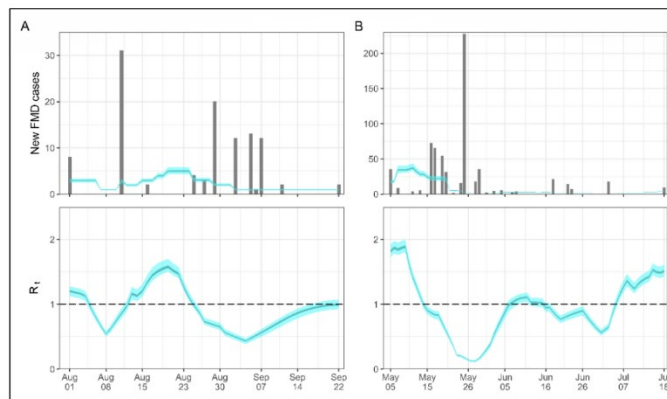 A
B
New FMD cases
30
20
10
0
200
150
100
50
0
Rt
2
1
0
2
1
0
Aug 01
Aug 08
Aug 15
Aug 23
Aug 30
Sep 07
Sep 14
Sep 22
May 05
May 15
May 26
Jun 05
Jun 16
Jun 26
Jul 07